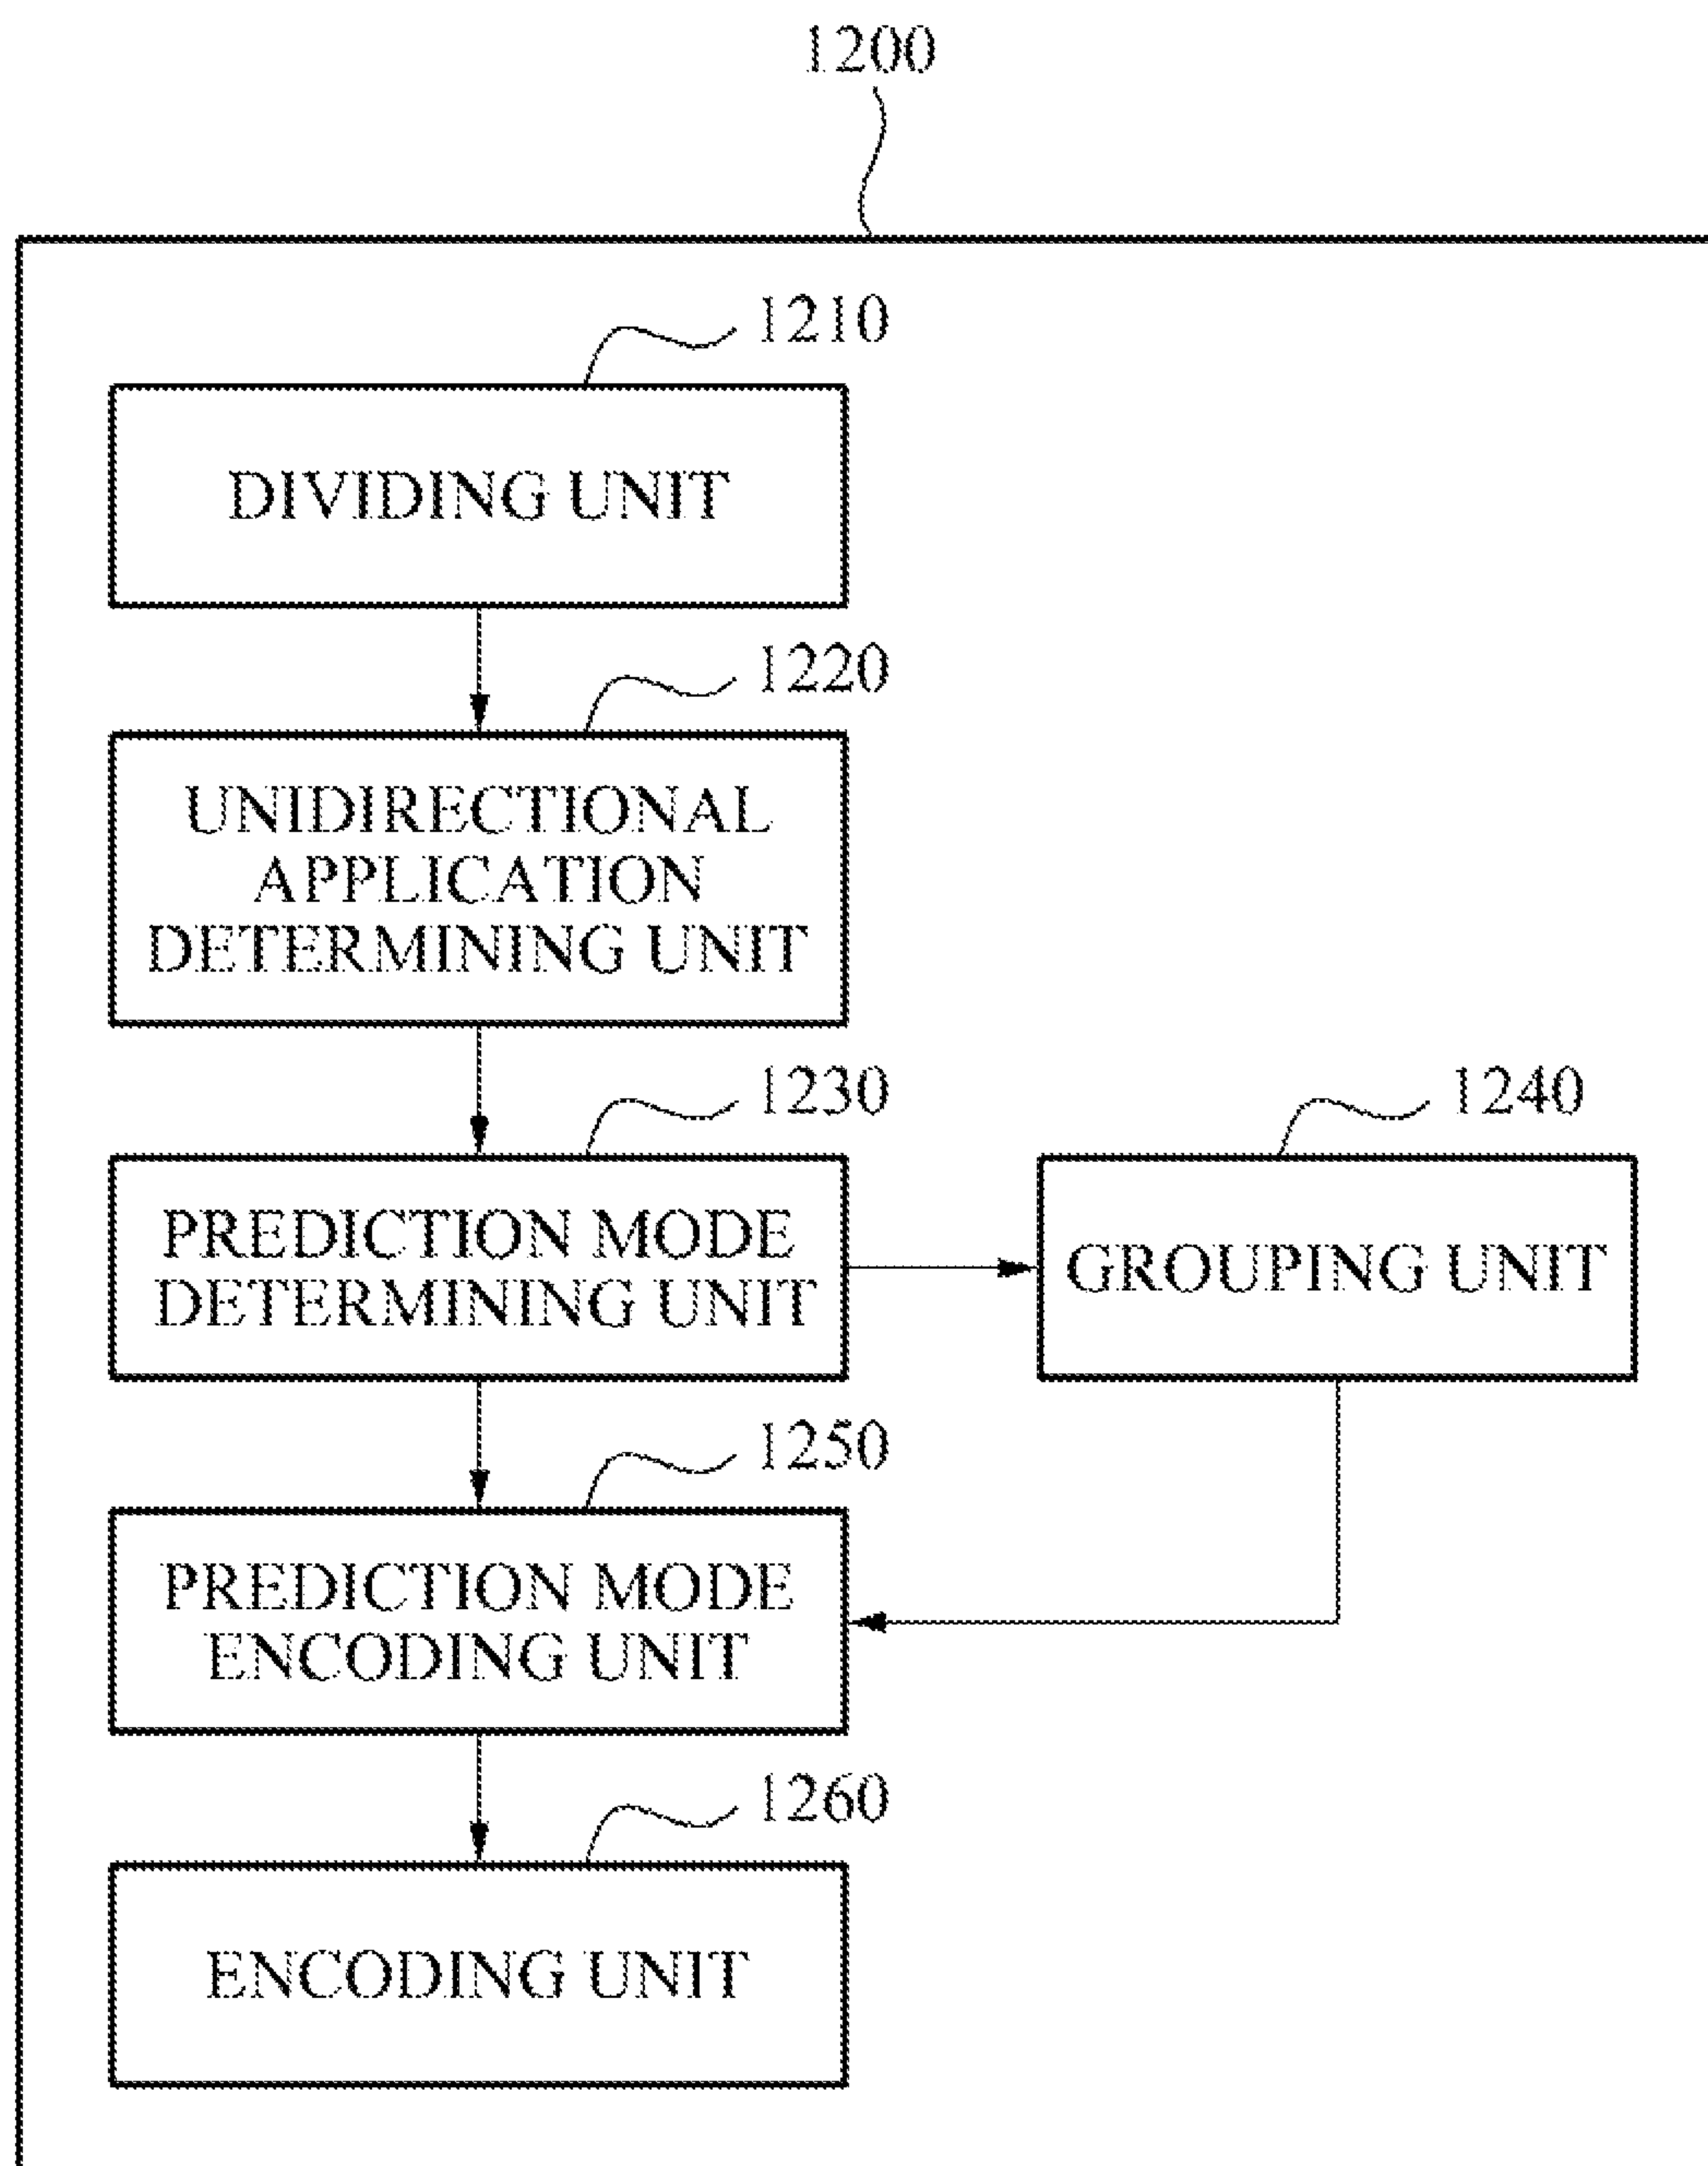 1200
1210
DIVIDING UNIT
1220
UNIDIRECTIONAL
APPLICATION
DETERMINING UNIT
1230
PREDICTION MODE
DETERMINING UNIT
1240
GROUPING UNIT
1250
PREDICTION MODE
ENCODING UNIT
1260
ENCODING UNIT